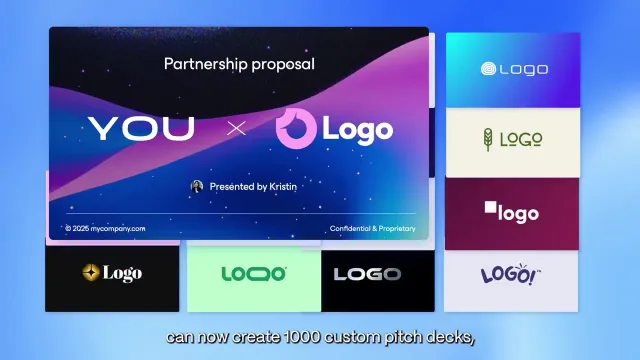 Partnership proposal
YOU × Logo
Presented by Kristin
© 2025 mycompany.com
Confidential & Proprietary
LOGO
LOGO
logo
Logo
LOGO
LOGO
LOGO!™
can now create 1000 custom pitch decks,